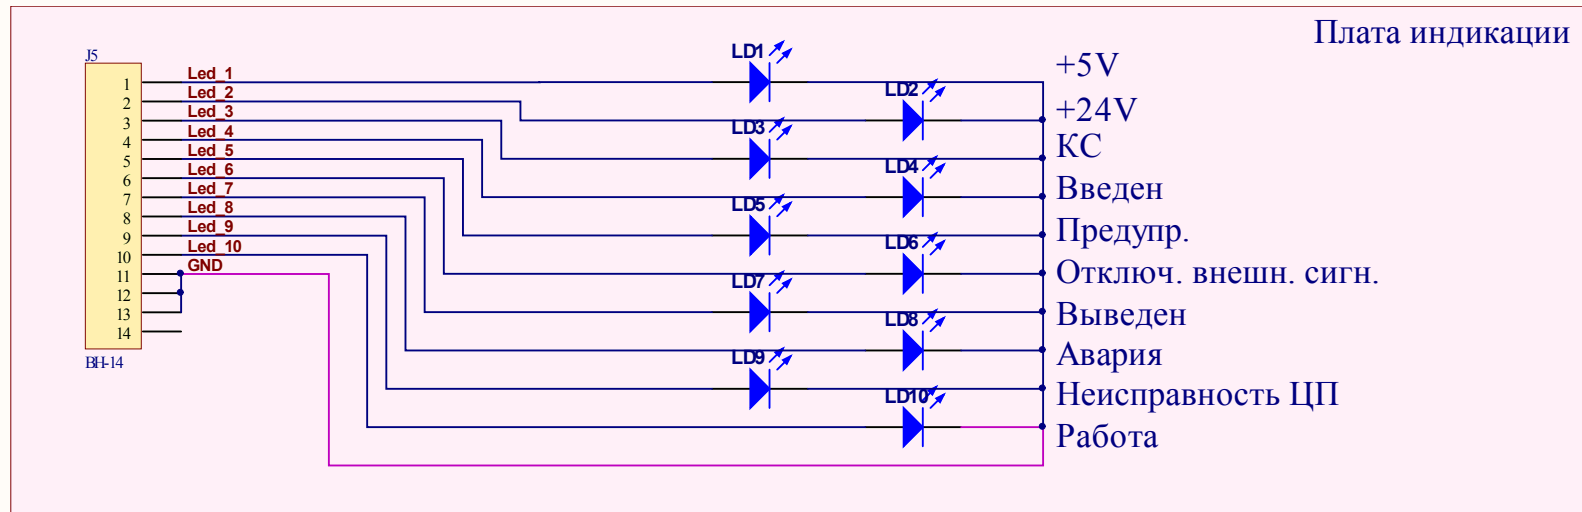 Плата индикации
J5
1 Led_1 LD1 +5V
2 Led_2 LD2 +24V
3 Led_3 LD3 КС
4 Led_4 LD4 Введен
5 Led_5 LD5 Предупр.
6 Led_6 LD6 Отключ. внешн. сигн.
7 Led_7 LD7 Выведен
8 Led_8 LD8 Авария
9 Led_9 LD9 Неисправность ЦП
10 Led_10 LD10 Работа
11 GND
12
13
14
BH-14